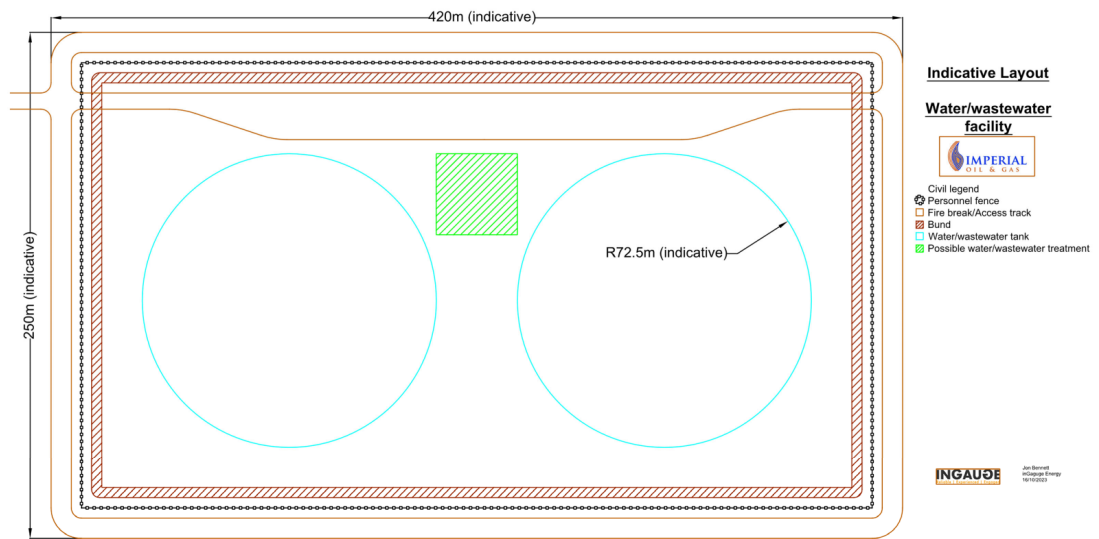 420m (indicative)
250m (indicative)
R72.5m (indicative)
Indicative Layout
Water/wastewater
facility
IMPERIAL
OIL & GAS
Civil legend
Personnel fence
Fire break/Access track
Bund
Water/wastewater tank
Possible water/wastewater treatment
INGAUGE
Jon Bennett
inGaguge Energy
16/10/2023